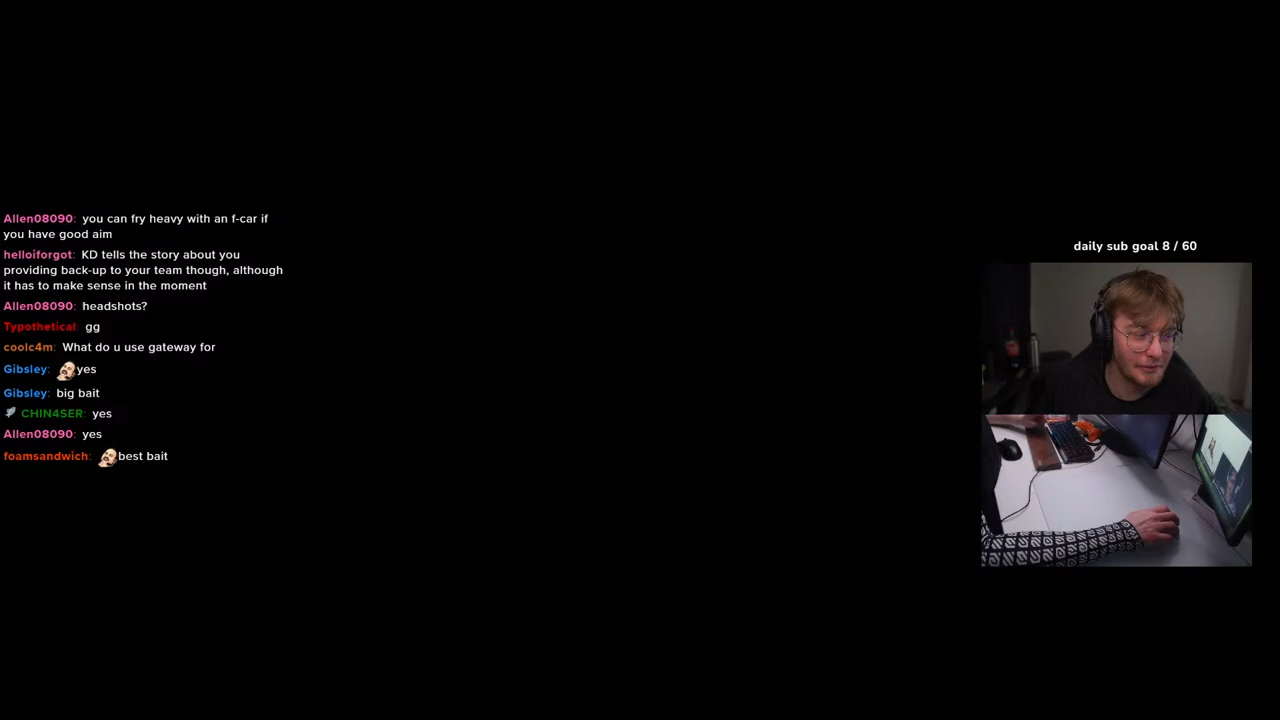 Allen08090: you can fry heavy with an f-car if
you have good aim
helloiforgot: KD tells the story about you
providing back-up to your team though, although
it has to make sense in the moment
Allen08090: headshots?
Typothetical: gg
coolc4m: What do u use gateway for
Gibsley: yes
Gibsley: big bait
CHIN4SER: yes
Allen08090: yes
foamsandwich: best bait
daily sub goal 8 / 60